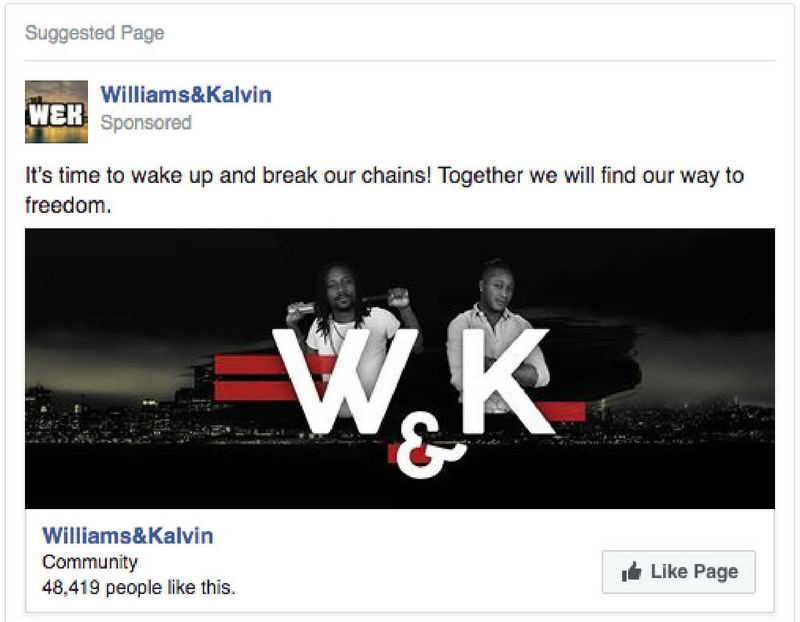 Suggested Page
W&K
Williams&Kalvin
Sponsored
It's time to wake up and break our chains! Together we will find our way to
freedom.
W&K
Williams&Kalvin
Community
48,419 people like this.
Like Page